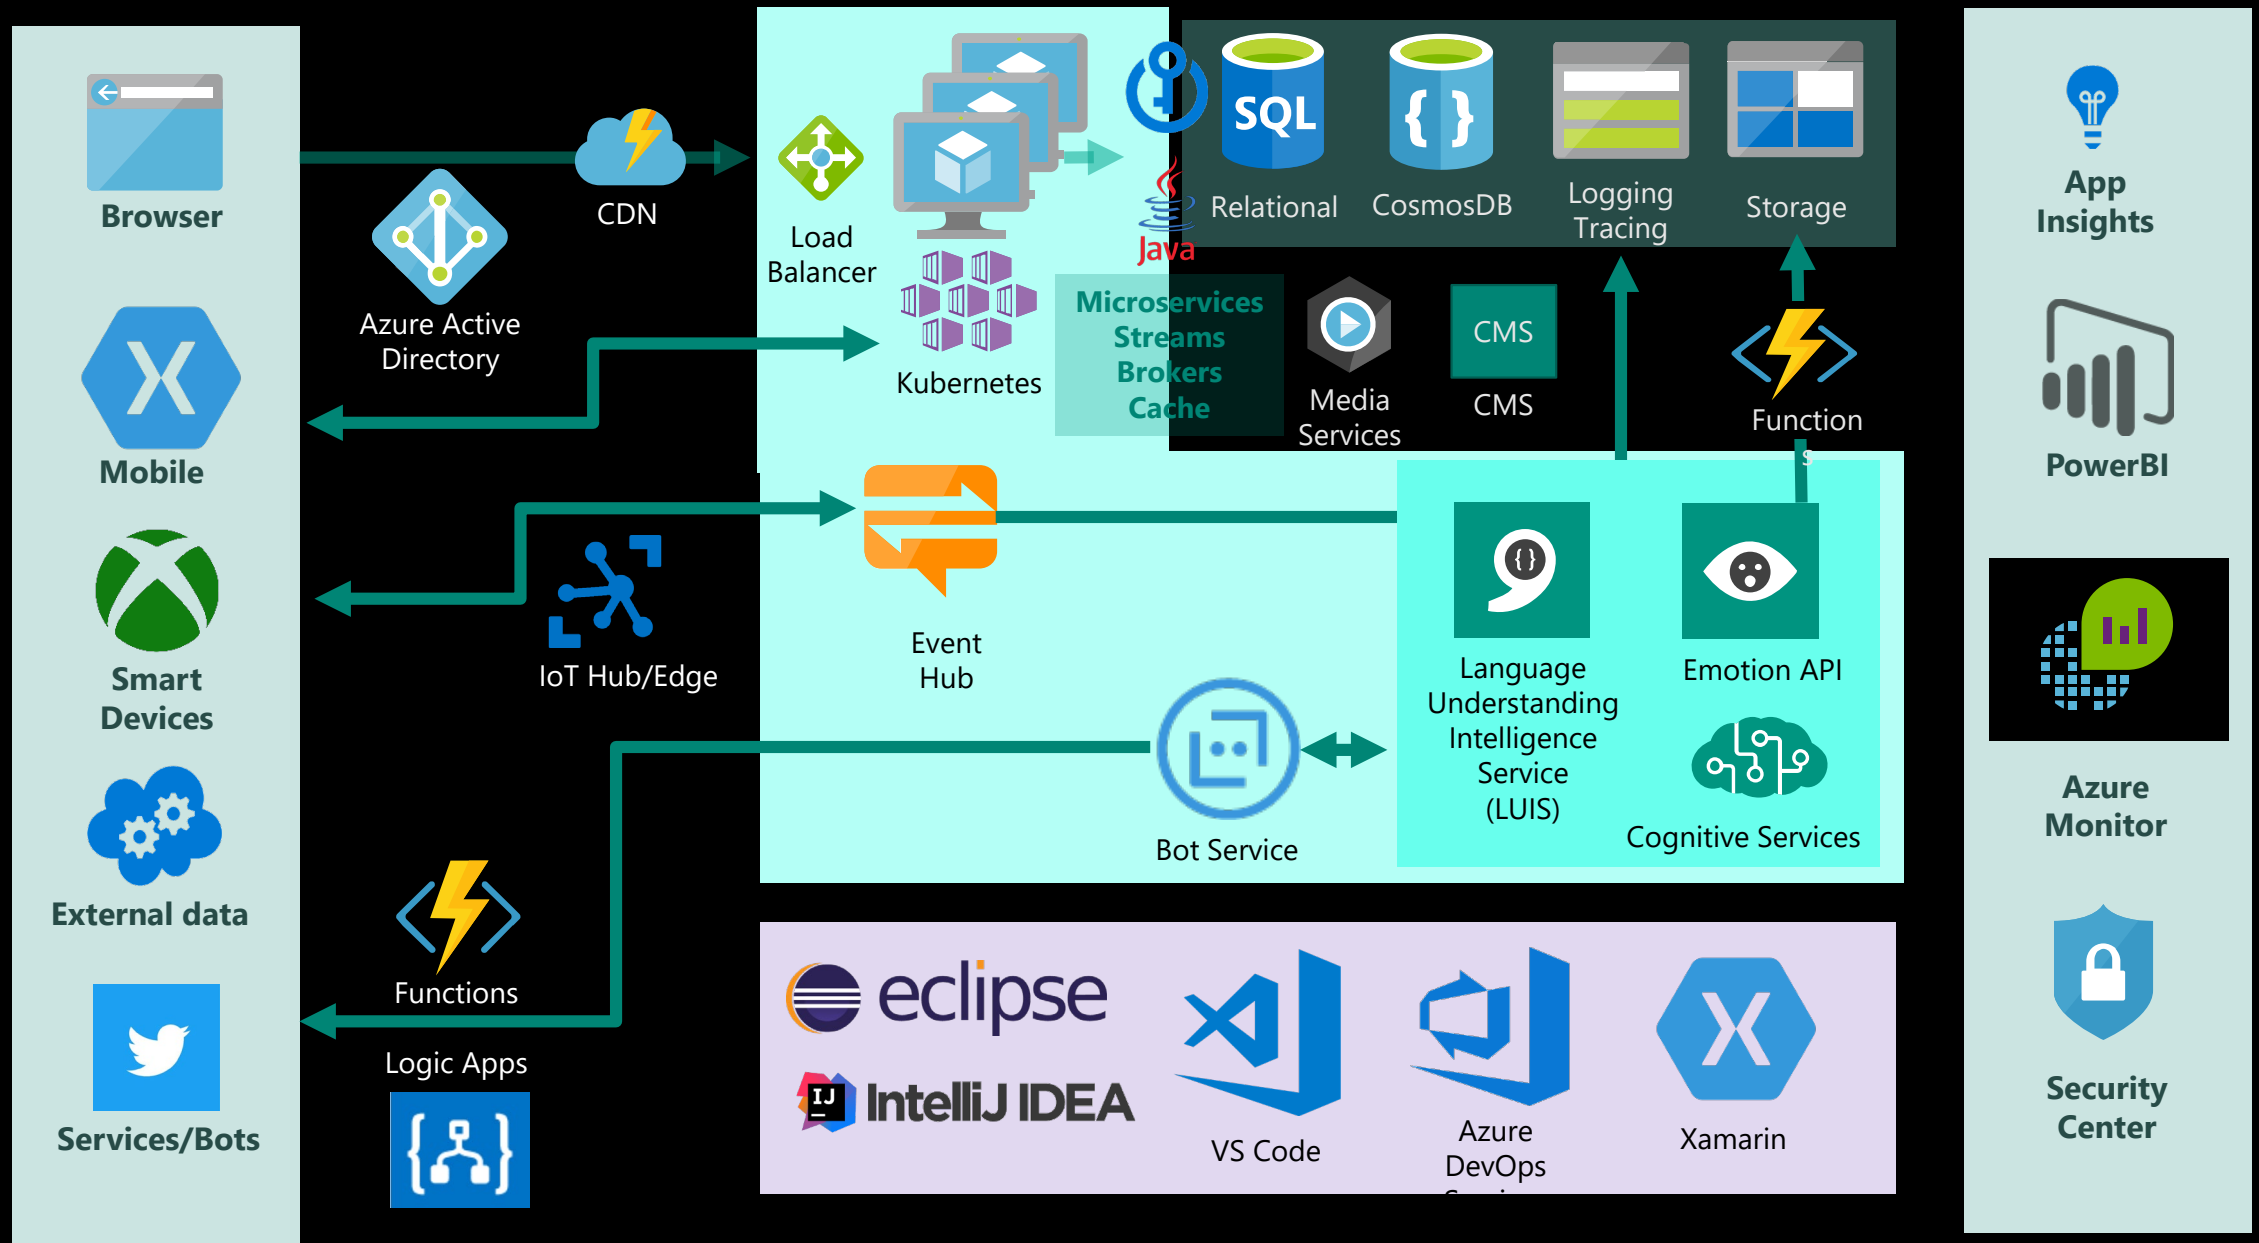 Browser
Mobile
Smart
Devices
External data
Services/Bots
Azure Active
Directory
CDN
IoT Hub/Edge
Functions
Logic Apps
Load
Balancer
Kubernetes
Java
Microservices
Streams
Brokers
Cache
SQL
Relational
{ }
CosmosDB
Logging
Tracing
Storage
Media
Services
CMS
CMS
Function
s
Event
Hub
Bot Service
{}
Language
Understanding
Intelligence
Service
(LUIS)
Emotion API
Cognitive Services
eclipse
IJ
IntelliJ IDEA
VS Code
Azure
DevOps
Xamarin
App
Insights
PowerBI
Azure
Monitor
Security
Center